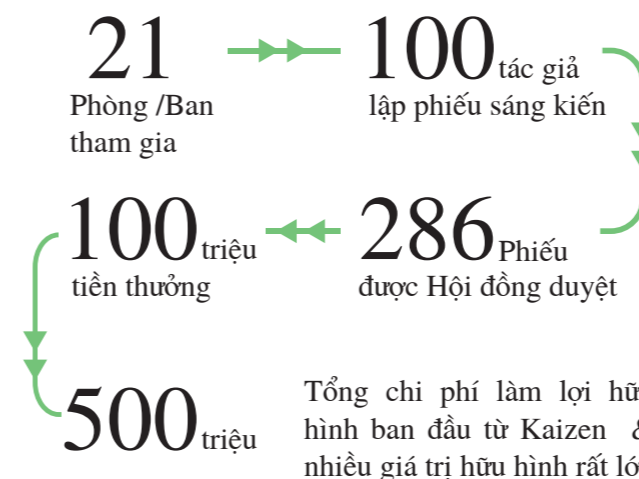 21
Phòng /Ban
tham gia
100 tác giả
lập phiếu sáng kiến
286 Phiếu
được Hội đồng duyệt
100 triệu
tiền thưởng
500 triệu
Tổng chi phí làm lợi
hình ban đầu từ Kaizen
nhiều giá trị hữu hình rất